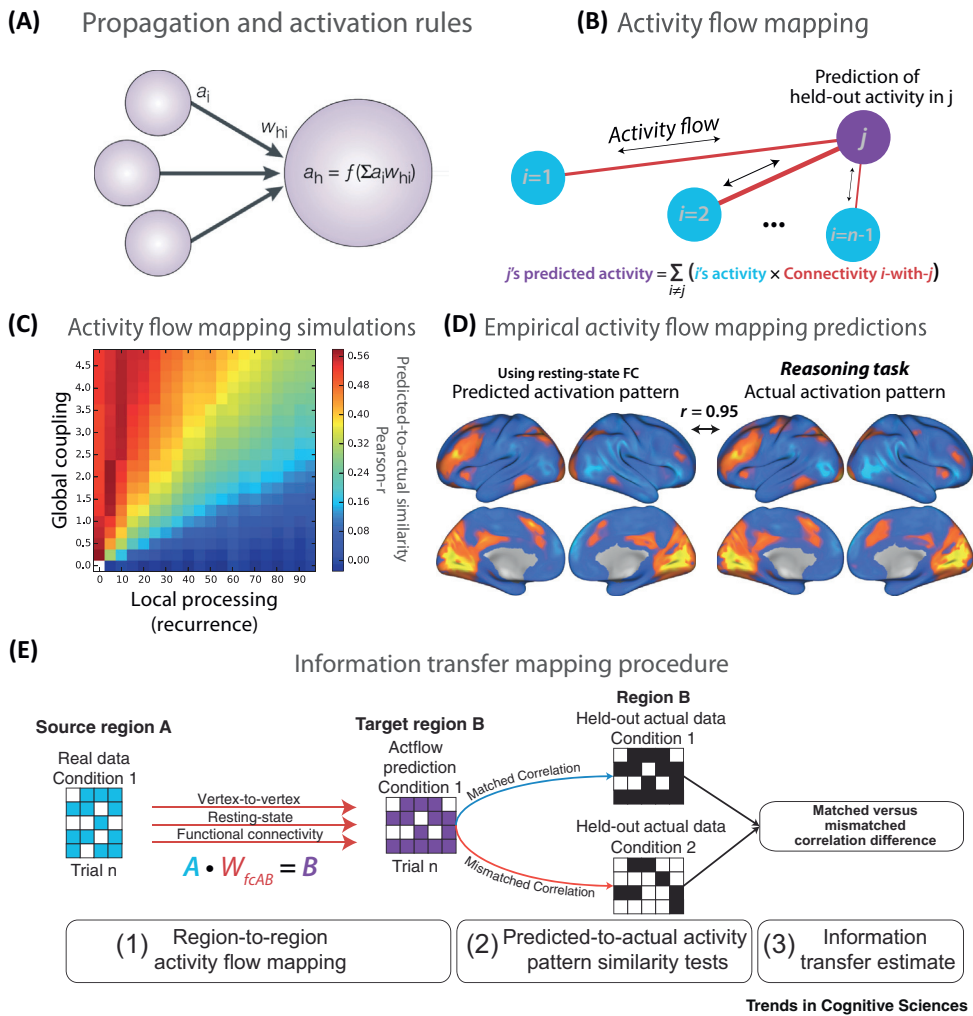 (A) Propagation and activation rules
a_i
w_hi
a_h = f(Σa_iw_hi)
(B) Activity flow mapping
Prediction of
held-out activity in j
Activity flow
j
i=1
i=2
...
i=n-1
j's predicted activity = Σ (i's activity × Connectivity i-with-j)
i≠j
(C) Activity flow mapping simulations
Global coupling
4.5
4.0
3.5
3.0
2.5
2.0
1.5
1.0
0.5
0.0
0 10 20 30 40 50 60 70 80 90
Local processing
(recurrence)
0.56
0.48
0.40
0.32
0.24
0.16
0.08
0.00
Predicted-to-actual similarity
Pearson-r
(D) Empirical activity flow mapping predictions
Using resting-state FC
Predicted activation pattern
r = 0.95
Reasoning task
Actual activation pattern
(E)
Information transfer mapping procedure
Source region A
Real data
Condition 1
Trial n
Vertex-to-vertex
Resting-state
Functional connectivity
A • W_fcAB = B
Target region B
Actflow
prediction
Condition 1
Trial n
Matched Correlation
Mismatched Correlation
Region B
Held-out actual data
Condition 1
Held-out actual data
Condition 2
Matched versus
mismatched
correlation difference
(1) Region-to-region
activity flow mapping
(2) Predicted-to-actual activity
pattern similarity tests
(3) Information
transfer estimate
Trends in Cognitive Sciences